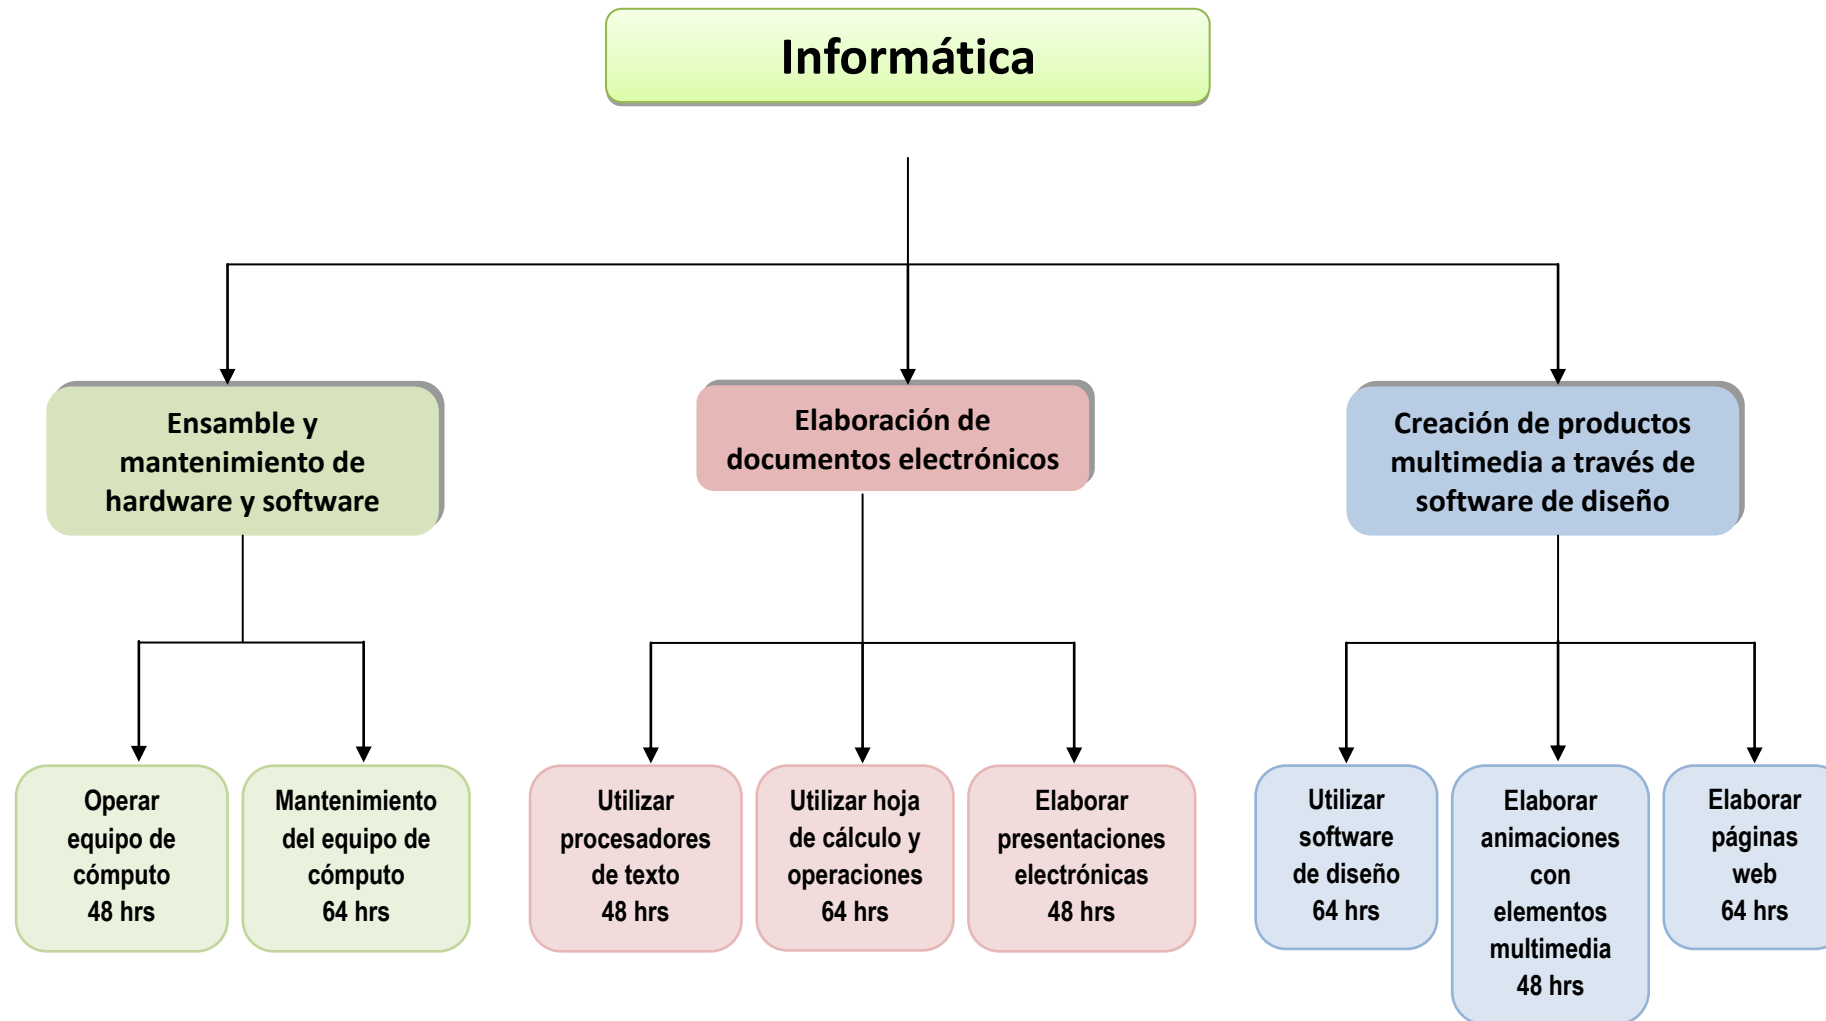 Informática
Ensamble y
mantenimiento de
hardware y software
Elaboración de
documentos electrónicos
Creación de productos
multimedia a través de
software de diseño
Operar
equipo de
cómputo
48 hrs
Mantenimiento
del equipo de
cómputo
64 hrs
Utilizar
procesadores
de texto
48 hrs
Utilizar hoja
de cálculo y
operaciones
64 hrs
Elaborar
presentaciones
electrónicas
48 hrs
Utilizar
software
de diseño
64 hrs
Elaborar
animaciones
con
elementos
multimedia
48 hrs
Elaborar
páginas
web
64 hrs